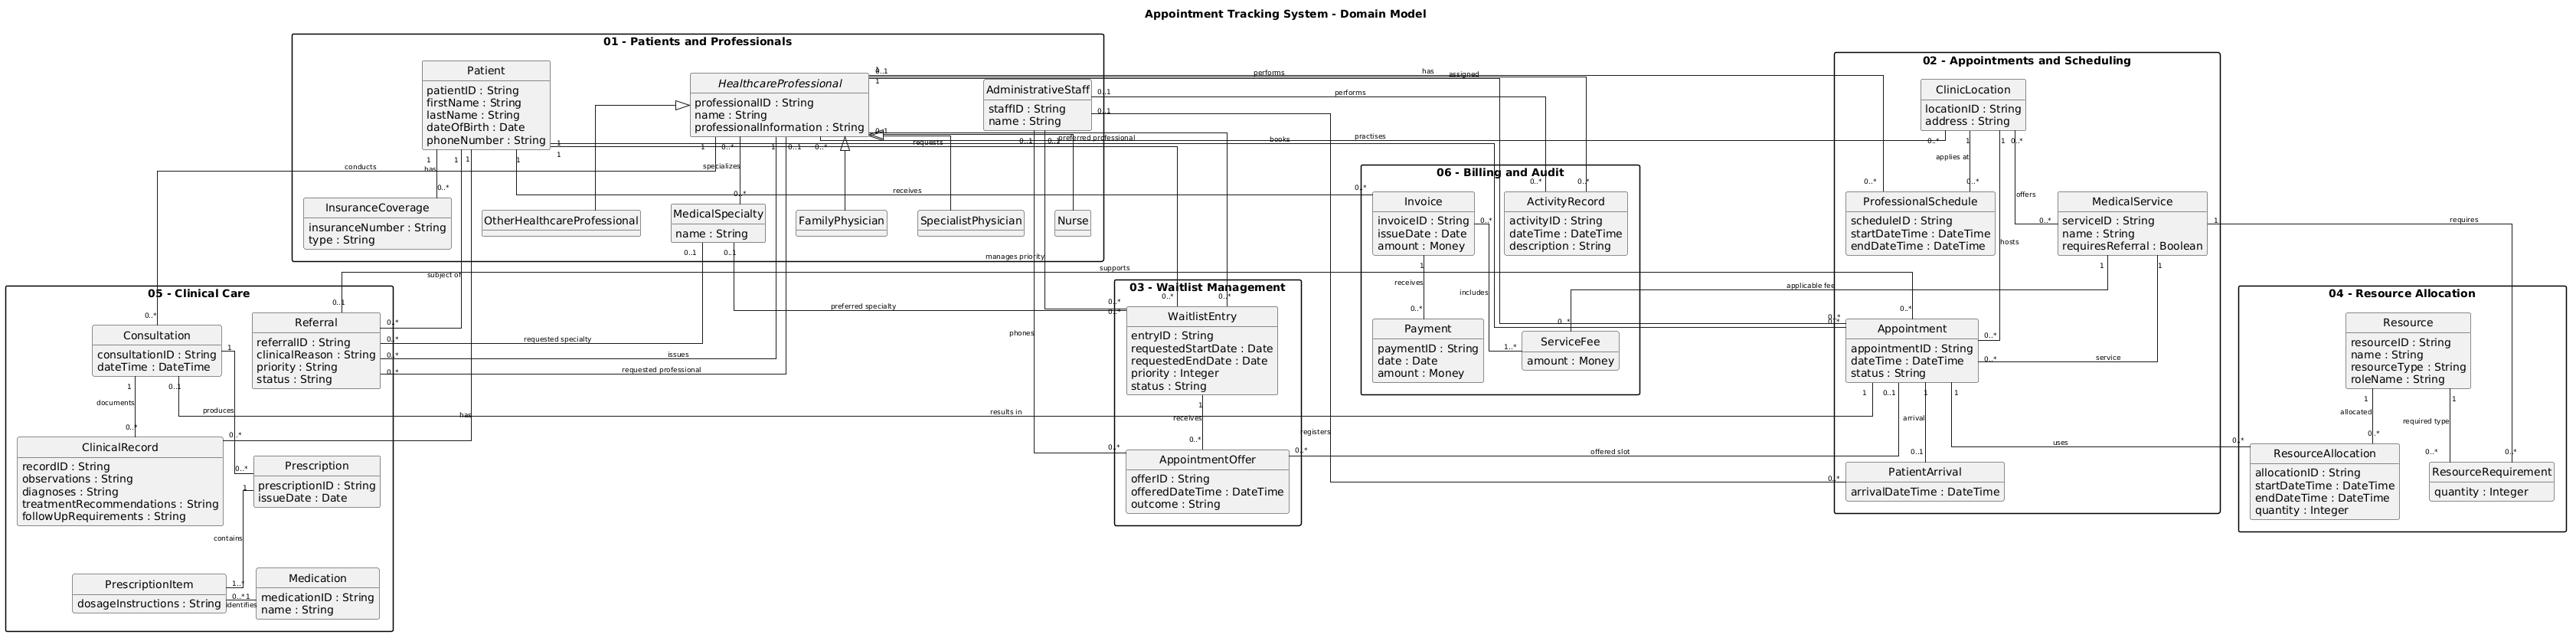 Appointment Tracking System - Domain Model
01 - Patients and Professionals
Patient
patientID : String
firstName : String
lastName : String
dateOfBirth : Date
phoneNumber : String
HealthcareProfessional
professionalID : String
name : String
professionalInformation : String
AdministrativeStaff
staffID : String
name : String
InsuranceCoverage
insuranceNumber : String
type : String
OtherHealthcareProfessional
MedicalSpecialty
name : String
FamilyPhysician
SpecialistPhysician
Nurse
02 - Appointments and Scheduling
ClinicLocation
locationID : String
address : String
ProfessionalSchedule
scheduleID : String
startDateTime : DateTime
endDateTime : DateTime
MedicalService
serviceID : String
name : String
requiresReferral : Boolean
Appointment
appointmentID : String
dateTime : DateTime
status : String
PatientArrival
arrivalDateTime : DateTime
06 - Billing and Audit
Invoice
invoiceID : String
issueDate : Date
amount : Money
ActivityRecord
activityID : String
dateTime : DateTime
description : String
Payment
paymentID : String
date : Date
amount : Money
ServiceFee
amount : Money
03 - Waitlist Management
WaitlistEntry
entryID : String
requestedStartDate : Date
requestedEndDate : Date
priority : Integer
status : String
AppointmentOffer
offerID : String
offeredDateTime : DateTime
outcome : String
04 - Resource Allocation
Resource
resourceID : String
name : String
resourceType : String
roleName : String
ResourceAllocation
allocationID : String
startDateTime : DateTime
endDateTime : DateTime
quantity : Integer
ResourceRequirement
quantity : Integer
05 - Clinical Care
Consultation
consultationID : String
dateTime : DateTime
Referral
referralID : String
clinicalReason : String
priority : String
status : String
ClinicalRecord
recordID : String
observations : String
diagnoses : String
treatmentRecommendations : String
followUpRequirements : String
Prescription
prescriptionID : String
issueDate : Date
PrescriptionItem
dosageInstructions : String
Medication
medicationID : String
name : String
performs
has
assigned
performs
preferred professional
requests
books
practises
conducts
has
specializes
receives
applies at
offers
hosts
requires
manages priority
subject of
supports
applicable fee
receives
includes
preferred specialty
phones
requested specialty
issues
requested professional
service
documents
produces
has
results in
receives
registers
arrival
offered slot
uses
allocated
required type
contains
identifies